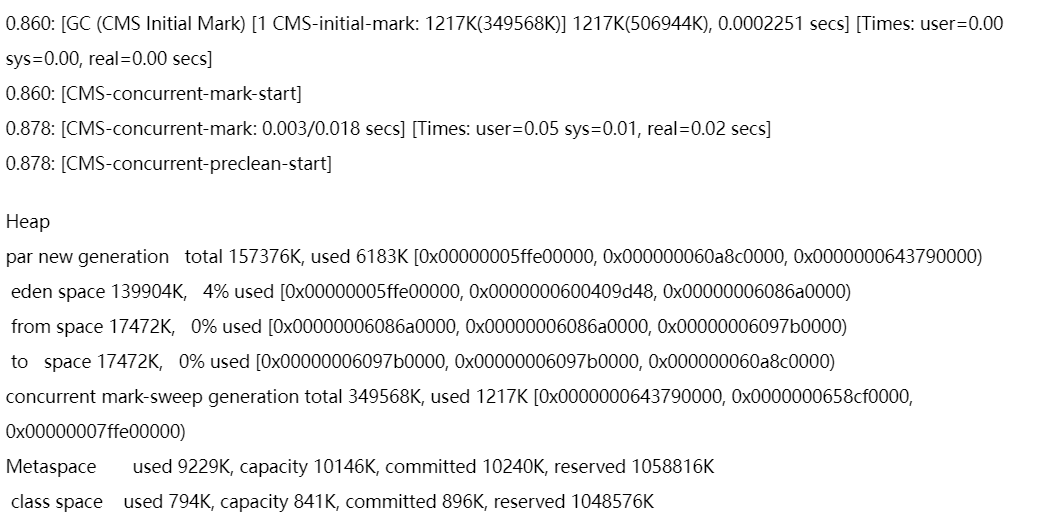 0.860: [GC (CMS Initial Mark) [1 CMS-initial-mark: 1217K(349568K)] 1217K(506944K), 0.0002251 secs] [Times: user=0.00
sys=0.00, real=0.00 secs]
0.860: [CMS-concurrent-mark-start]
0.878: [CMS-concurrent-mark: 0.003/0.018 secs] [Times: user=0.05 sys=0.01, real=0.02 secs]
0.878: [CMS-concurrent-preclean-start]
Heap
par new generation   total 157376K, used 6183K [0x00000005ffe00000, 0x000000060a8c0000, 0x0000000643790000)
 eden space 139904K,   4% used [0x00000005ffe00000, 0x0000000600409d48, 0x00000006086a0000)
 from space 17472K,   0% used [0x00000006086a0000, 0x00000006086a0000, 0x00000006097b0000)
 to   space 17472K,   0% used [0x00000006097b0000, 0x00000006097b0000, 0x000000060a8c0000)
concurrent mark-sweep generation total 349568K, used 1217K [0x0000000643790000, 0x0000000658cf0000,
0x00000007ffe00000)
Metaspace       used 9229K, capacity 10146K, committed 10240K, reserved 1058816K
 class space    used 794K, capacity 841K, committed 896K, reserved 1048576K